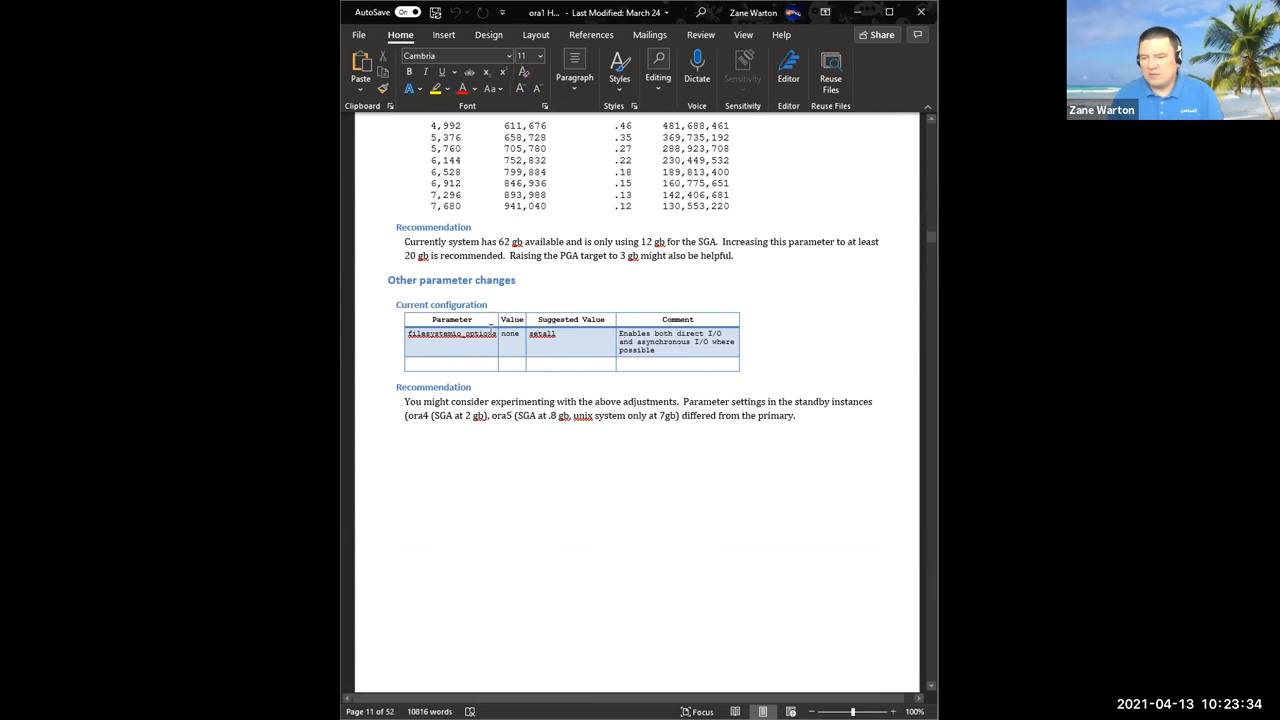 AutoSave On ora1 H... – Last Modified: March 24 Zane Warton
File Home Insert Design Layout References Mailings Review View Help Share
Cambria 11
Paste B I U ab x₂ x² Paragraph Styles Editing Dictate Sensitivity Editor Reuse Files
A A Aa A A
Clipboard Font Styles Voice Sensitivity Editor Reuse Files
4,992 611,676 .46 481,688,461
5,376 658,728 .35 369,735,192
5,760 705,780 .27 288,923,708
6,144 752,832 .22 230,449,532
6,528 799,884 .18 189,813,400
6,912 846,936 .15 160,775,651
7,296 893,988 .13 142,406,681
7,680 941,040 .12 130,553,220
Recommendation
Currently system has 62 gb available and is only using 12 gb for the SGA. Increasing this parameter to at least
20 gb is recommended. Raising the PGA target to 3 gb might also be helpful.
Other parameter changes
Current configuration
Parameter Value Suggested Value Comment
filesystemio_options none setall Enables both direct I/O
and asynchronous I/O where
possible
Recommendation
You might consider experimenting with the above adjustments. Parameter settings in the standby instances
(ora4 (SGA at 2 gb), ora5 (SGA at .8 gb, unix system only at 7gb) differed from the primary.
Page 11 of 52 10816 words Focus 100%
Zane Warton
2021-04-13 10:23:34